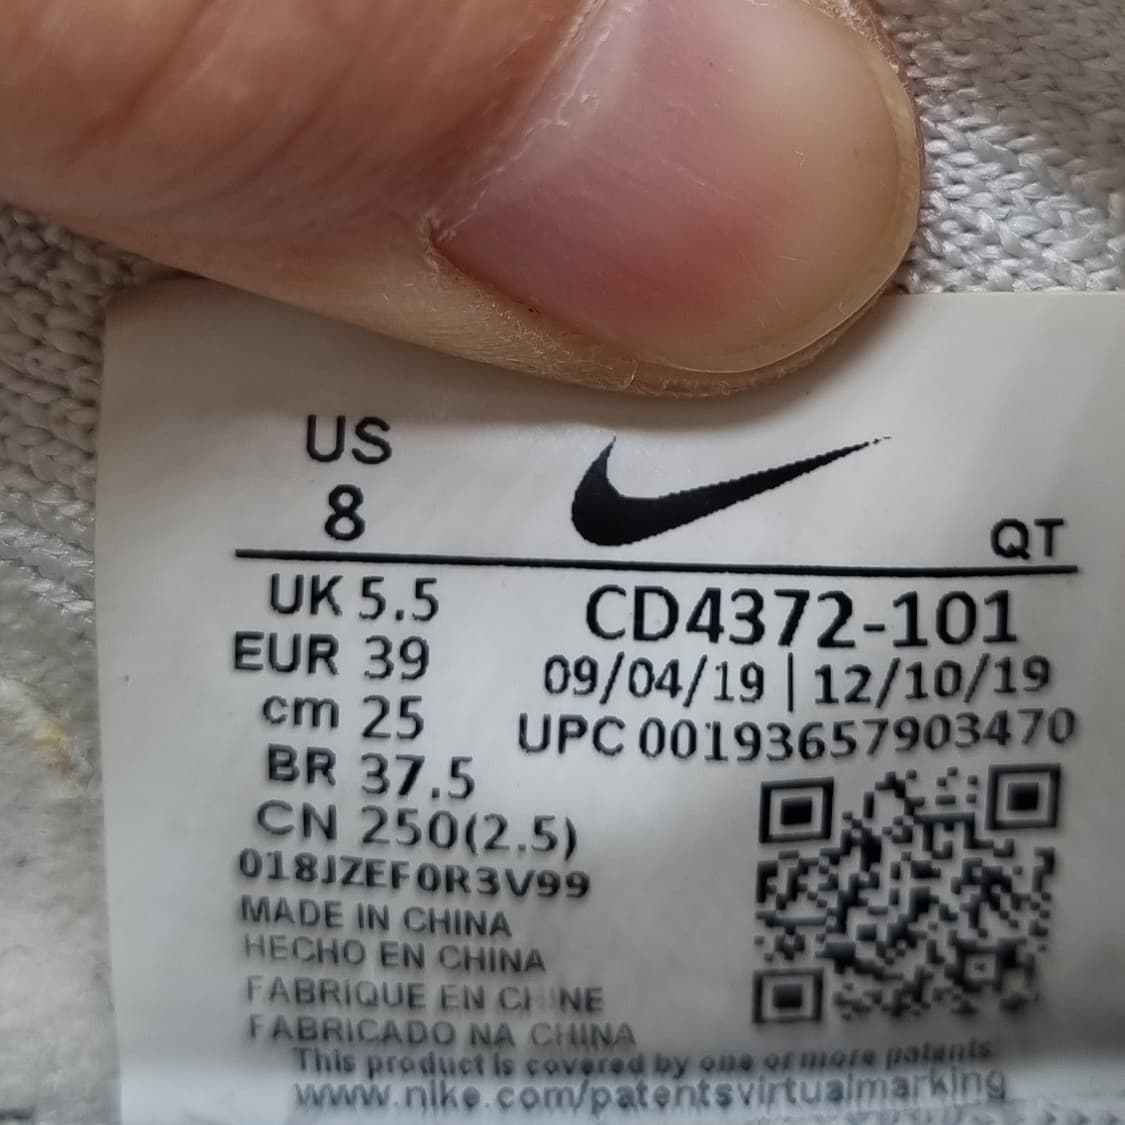 US
8
QT
UK 5.5
EUR 39
cm 25
BR 37.5
CN 250(2.5)
018JZEF0R3V99
CD4372-101
09/04/19 | 12/10/19
UPC 00193657903470
MADE IN CHINA
HECHO EN CHINA
FABRIQUE EN CHINE
FABRICADO NA CHINA
This product is covered by one or more patents
www.nike.com/patentsvirtualmarking